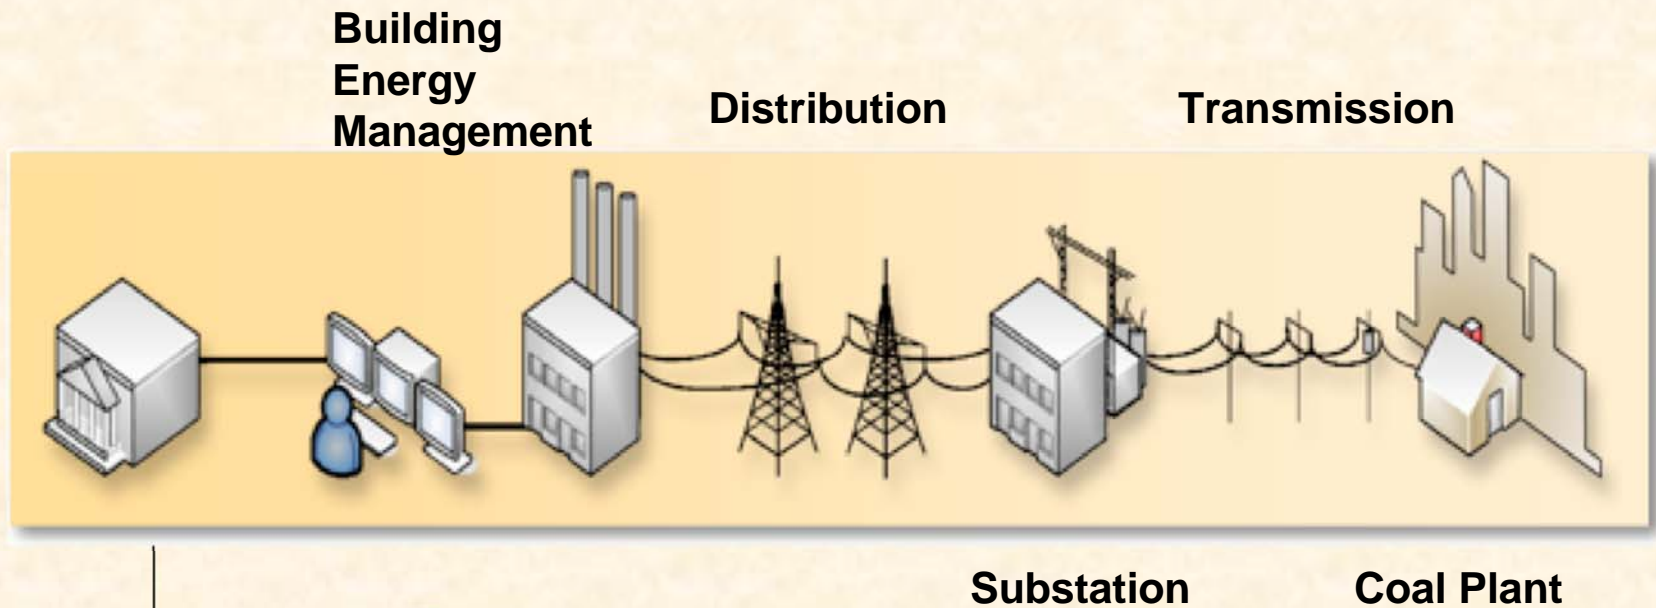 Building
Energy
Management
Distribution
Transmission
Substation
Coal Plant